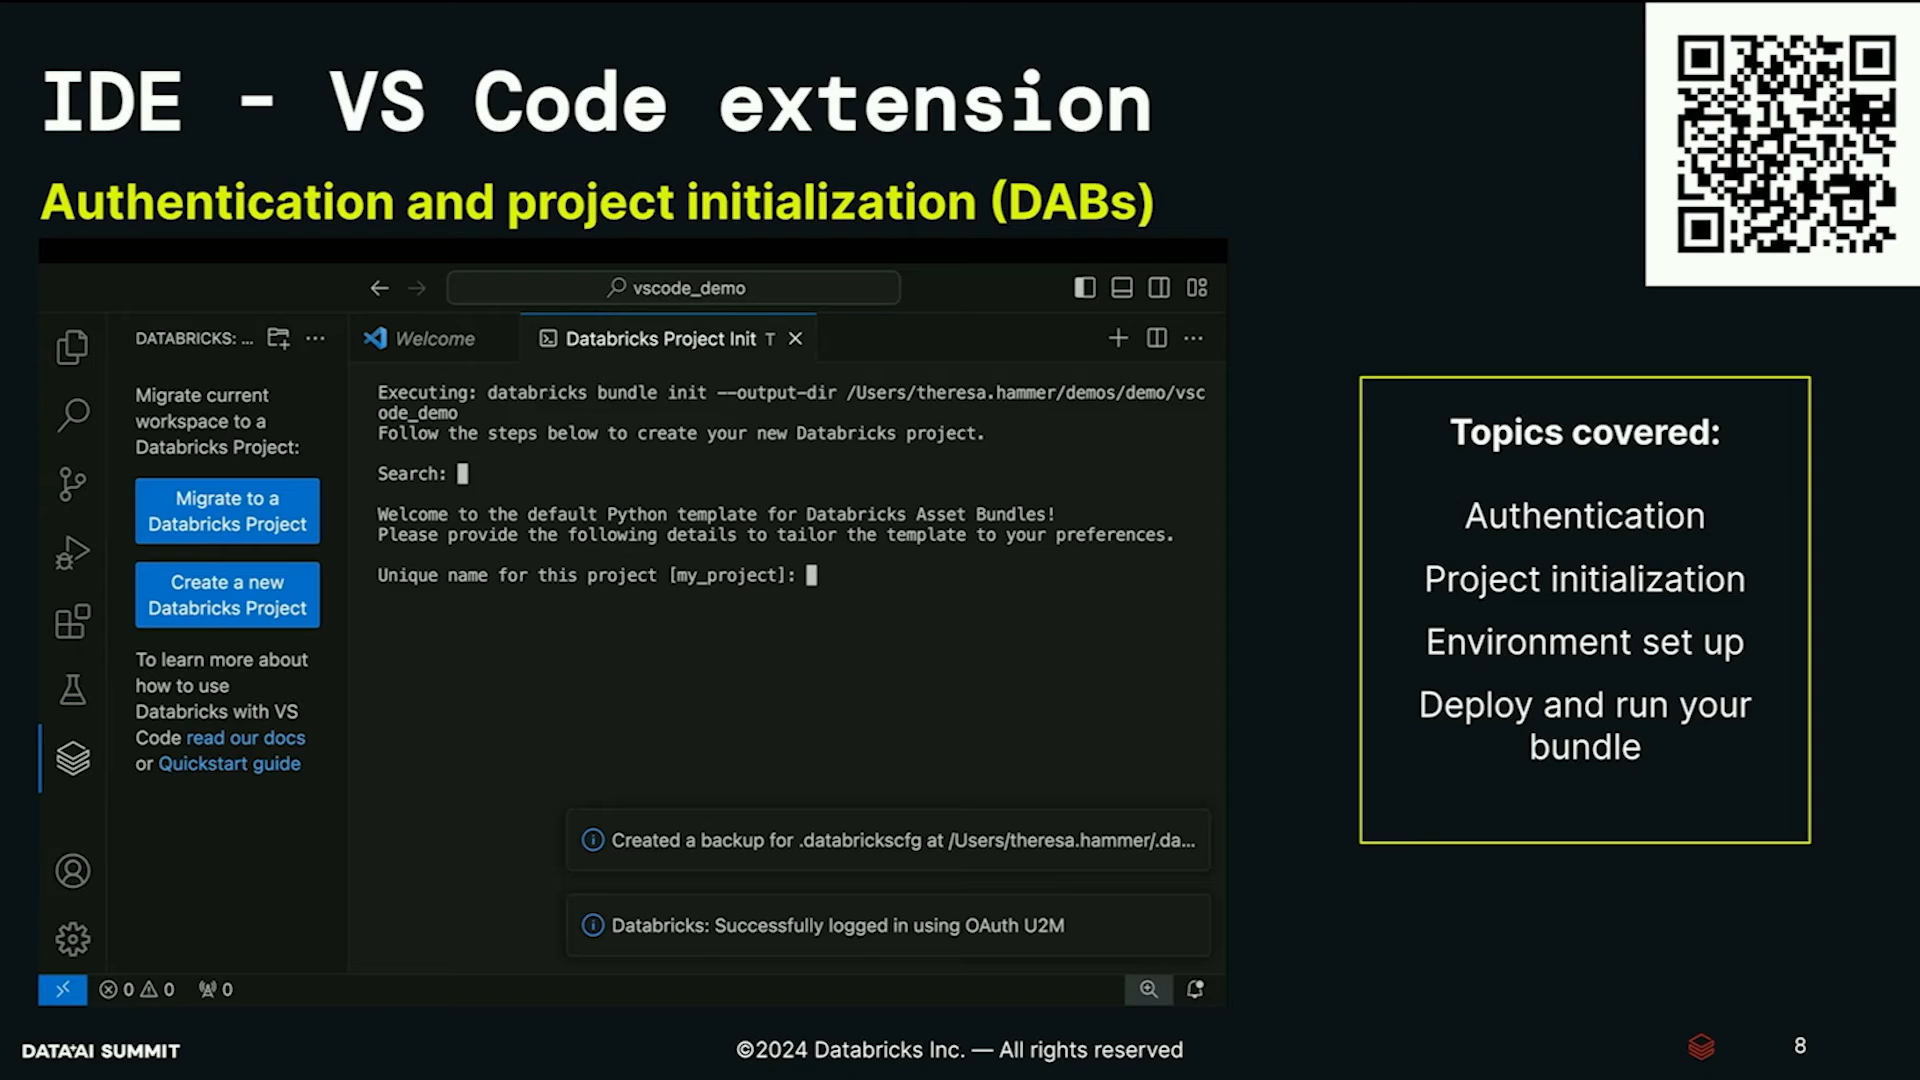 IDE - VS Code extension
Authentication and project initialization (DABs)
vscode_demo
DATABRICKS: ...
Welcome
Databricks Project Init T
Migrate current
workspace to a
Databricks Project:
Migrate to a
Databricks Project
Create a new
Databricks Project
To learn more about
how to use
Databricks with VS
Code read our docs
or Quickstart guide
Executing: databricks bundle init --output-dir /Users/theresa.hammer/demos/demo/vsc
ode_demo
Follow the steps below to create your new Databricks project.
Search:
Welcome to the default Python template for Databricks Asset Bundles!
Please provide the following details to tailor the template to your preferences.
Unique name for this project [my_project]:
Created a backup for .databrickscfg at /Users/theresa.hammer/.da...
Databricks: Successfully logged in using OAuth U2M
0 0 0
Topics covered:
Authentication
Project initialization
Environment set up
Deploy and run your
bundle
DATA+AI SUMMIT
©2024 Databricks Inc. — All rights reserved
8